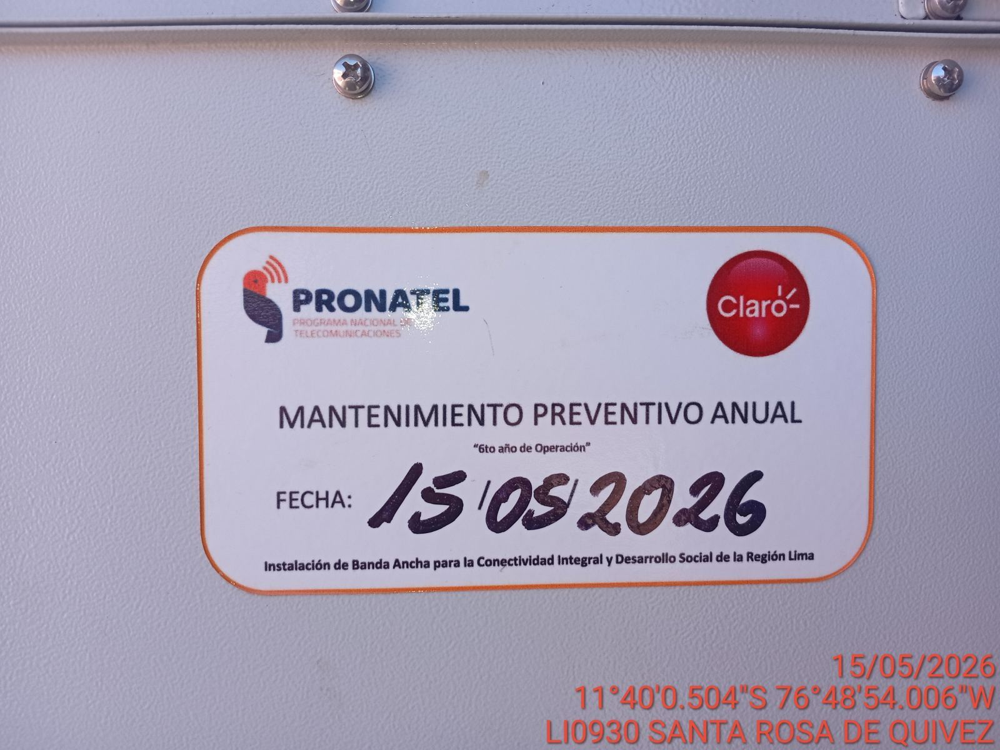 PRONATEL
PROGRAMA NACIONAL DE
TELECOMUNICACIONES
Claro
MANTENIMIENTO PREVENTIVO ANUAL
"6to año de Operación"
FECHA: 15/05/2026
Instalación de Banda Ancha para la Conectividad Integral y Desarrollo Social de la Región Lima
15/05/2026
11°40'0.504"S 76°48'54.006"W
LI0930 SANTA ROSA DE QUIVEZ